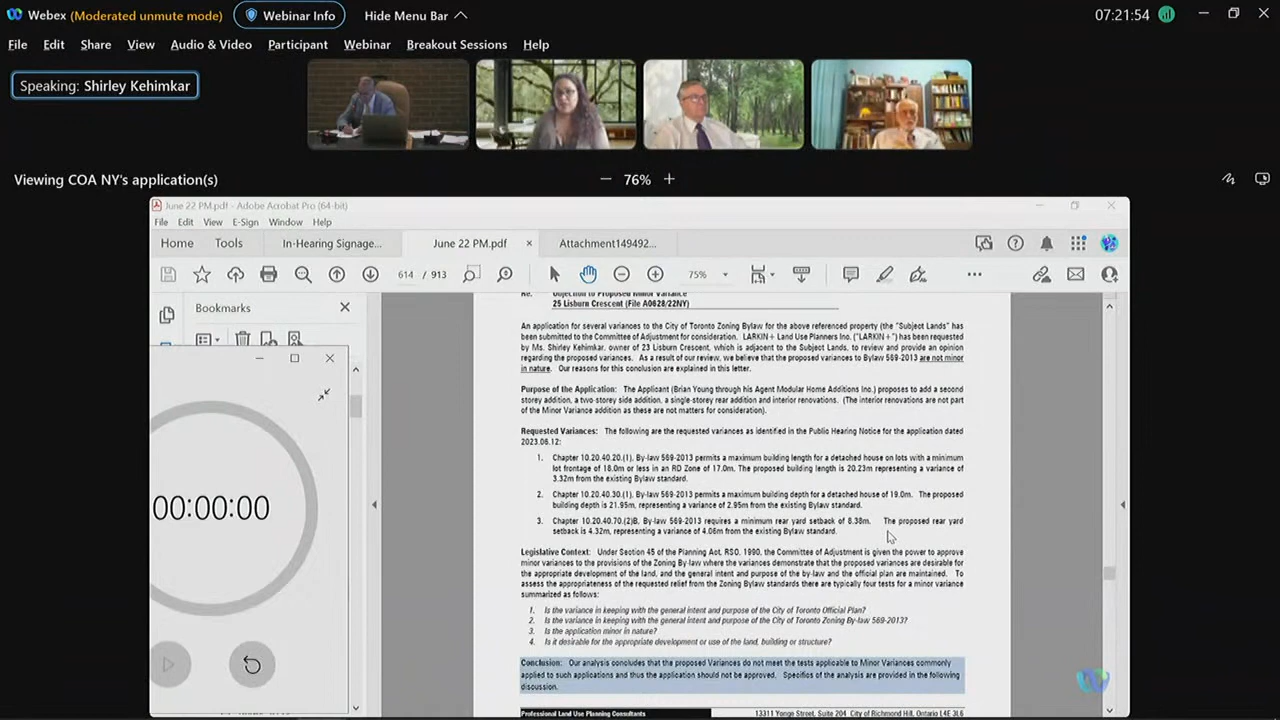 Webex (Moderated unmute mode) Webinar Info Hide Menu Bar 07:21:54
File Edit Share View Audio & Video Participant Webinar Breakout Sessions Help
Speaking: Shirley Kehimkar
Viewing COA NY's application(s) 76%
June 22 PM.pdf - Adobe Acrobat Pro (64-bit)
File Edit View E-Sign Window Help
Home Tools In-Hearing Signage... June 22 PM.pdf × Attachment149492...
614 / 913 75%
Bookmarks
00:00:00
Re: Objection to Proposed Minor Variance
25 Lisburn Crescent (File A0628/22NY)
An application for several variances to the City of Toronto Zoning Bylaw for the above referenced property (the "Subject Lands" has
been submitted to the Committee of Adjustment for consideration. LARKIN+ Land Use Planners Inc. ("LARKIN+") has been requested
by Ms. Shirley Kehimkar, owner of 23 Lisburn Crescent, which is adjacent to the Subject Lands, to review and provide an opinion
regarding the proposed variances. As a result of our review, we believe that the proposed variances to Bylaw 569-2013 are not minor
in nature. Our reasons for this conclusion are explained in this letter.
Purpose of the Application: The Applicant (Brian Young through his Agent Modular Home Additions Inc.) proposes to add a second
storey addition, a two-storey side addition, a single-storey rear addition and interior renovations. (The interior renovations are not part
of the Minor Variance addition as these are not matters for consideration).
Requested Variances: The following are the requested variances as identified in the Public Hearing Notice for the application dated
2023.06.12:
1. Chapter 10.20.40.20.(1), By-law 569-2013 permits a maximum building length for a detached house on lots with a minimum
lot frontage of 18.0m or less in an RD Zone of 17.0m. The proposed building length is 20.23m representing a variance of
3.32m from the existing Bylaw standard.
2. Chapter 10.20.40.30.(1), By-law 569-2013 permits a maximum building depth for a detached house of 19.0m. The proposed
building depth is 21.95m, representing a variance of 2.95m from the existing Bylaw standard.
3. Chapter 10.20.40.70.(2)B, By-law 569-2013 requires a minimum rear yard setback of 8.38m. The proposed rear yard
setback is 4.32m, representing a variance of 4.06m from the existing Bylaw standard.
Legislative Context: Under Section 45 of the Planning Act, RSO, 1990, the Committee of Adjustment is given the power to approve
minor variances to the provisions of the Zoning By-law where the variances demonstrate that the proposed variances are desirable for
the appropriate development of the land, and the general intent and purpose of the by-law and the official plan are maintained. To
assess the appropriateness of the requested relief from the Zoning Bylaw standards there are typically four tests for a minor variance
summarized as follows:
1. Is the variance in keeping with the general intent and purpose of the City of Toronto Official Plan?
2. Is the variance in keeping with the general intent and purpose of the City of Toronto Zoning By-law 569-2013?
3. Is the application minor in nature?
4. Is it desirable for the appropriate development or use of the land, building or structure?
Conclusion: Our analysis concludes that the proposed Variances do not meet the tests applicable to Minor Variances commonly
applied to such applications and thus the application should not be approved. Specifics of the analysis are provided in the following
discussion.
Professional Land Use Planning Consultants 13311 Yonge Street, Suite 204 City of Richmond Hill, Ontario L4E 3L6